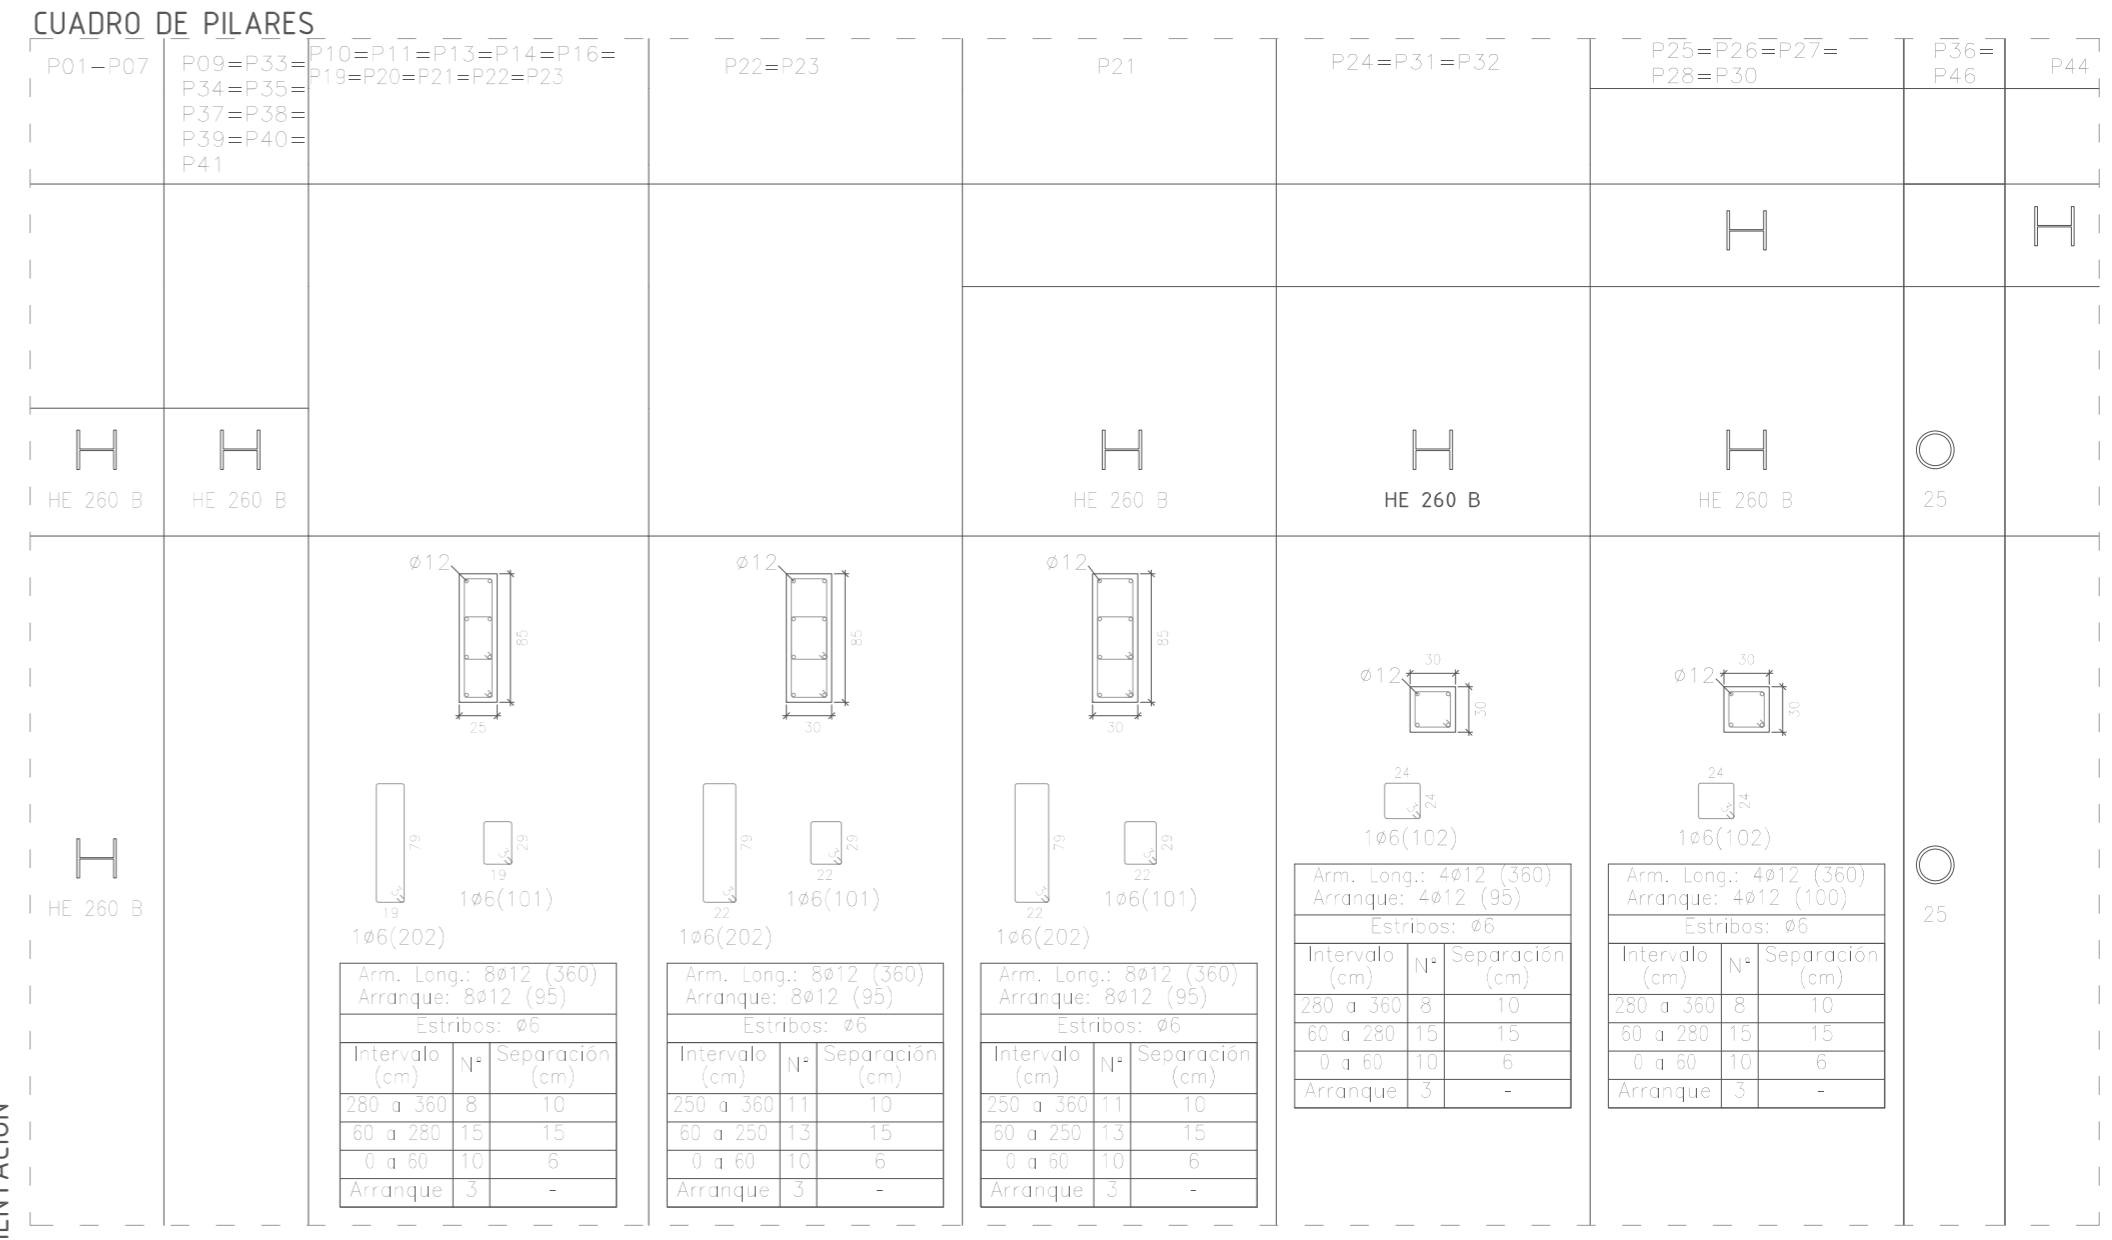 CUADRO DE PILARES
P01-P07
P09=P33=
P34=P35=
P37=P38=
P39=P40=
P41
P10=P11=P13=P14=P16=
P19=P20=P21=P22=P23
P22=P23
P21
P24=P31=P32
P25=P26=P27=
P28=P30
P36=
P46
P44
HE 260 B
HE 260 B
HE 260 B
HE 260 B
HE 260 B
25
HE 260 B
ø12
85
25
79
19
1ø6(202)
29
19
1ø6(101)
Arm. Long.: 8ø12 (360)
Arranque: 8ø12 (95)
Estribos: ø6
Intervalo (cm) Nº Separación (cm)
280 a 360 8 10
60 a 280 15 15
0 a 60 10 6
Arranque 3 -
ø12
85
30
79
22
1ø6(202)
29
22
1ø6(101)
Arm. Long.: 8ø12 (360)
Arranque: 8ø12 (95)
Estribos: ø6
Intervalo (cm) Nº Separación (cm)
250 a 360 11 10
60 a 250 13 15
0 a 60 10 6
Arranque 3 -
ø12
85
30
79
22
1ø6(202)
29
22
1ø6(101)
Arm. Long.: 8ø12 (360)
Arranque: 8ø12 (95)
Estribos: ø6
Intervalo (cm) Nº Separación (cm)
250 a 360 11 10
60 a 250 13 15
0 a 60 10 6
Arranque 3 -
ø12
30
30
24
24
1ø6(102)
Arm. Long.: 4ø12 (360)
Arranque: 4ø12 (95)
Estribos: ø6
Intervalo (cm) Nº Separación (cm)
280 a 360 8 10
60 a 280 15 15
0 a 60 10 6
Arranque 3 -
ø12
30
30
24
24
1ø6(102)
Arm. Long.: 4ø12 (360)
Arranque: 4ø12 (100)
Estribos: ø6
Intervalo (cm) Nº Separación (cm)
280 a 360 8 10
60 a 280 15 15
0 a 60 10 6
Arranque 3 -
25